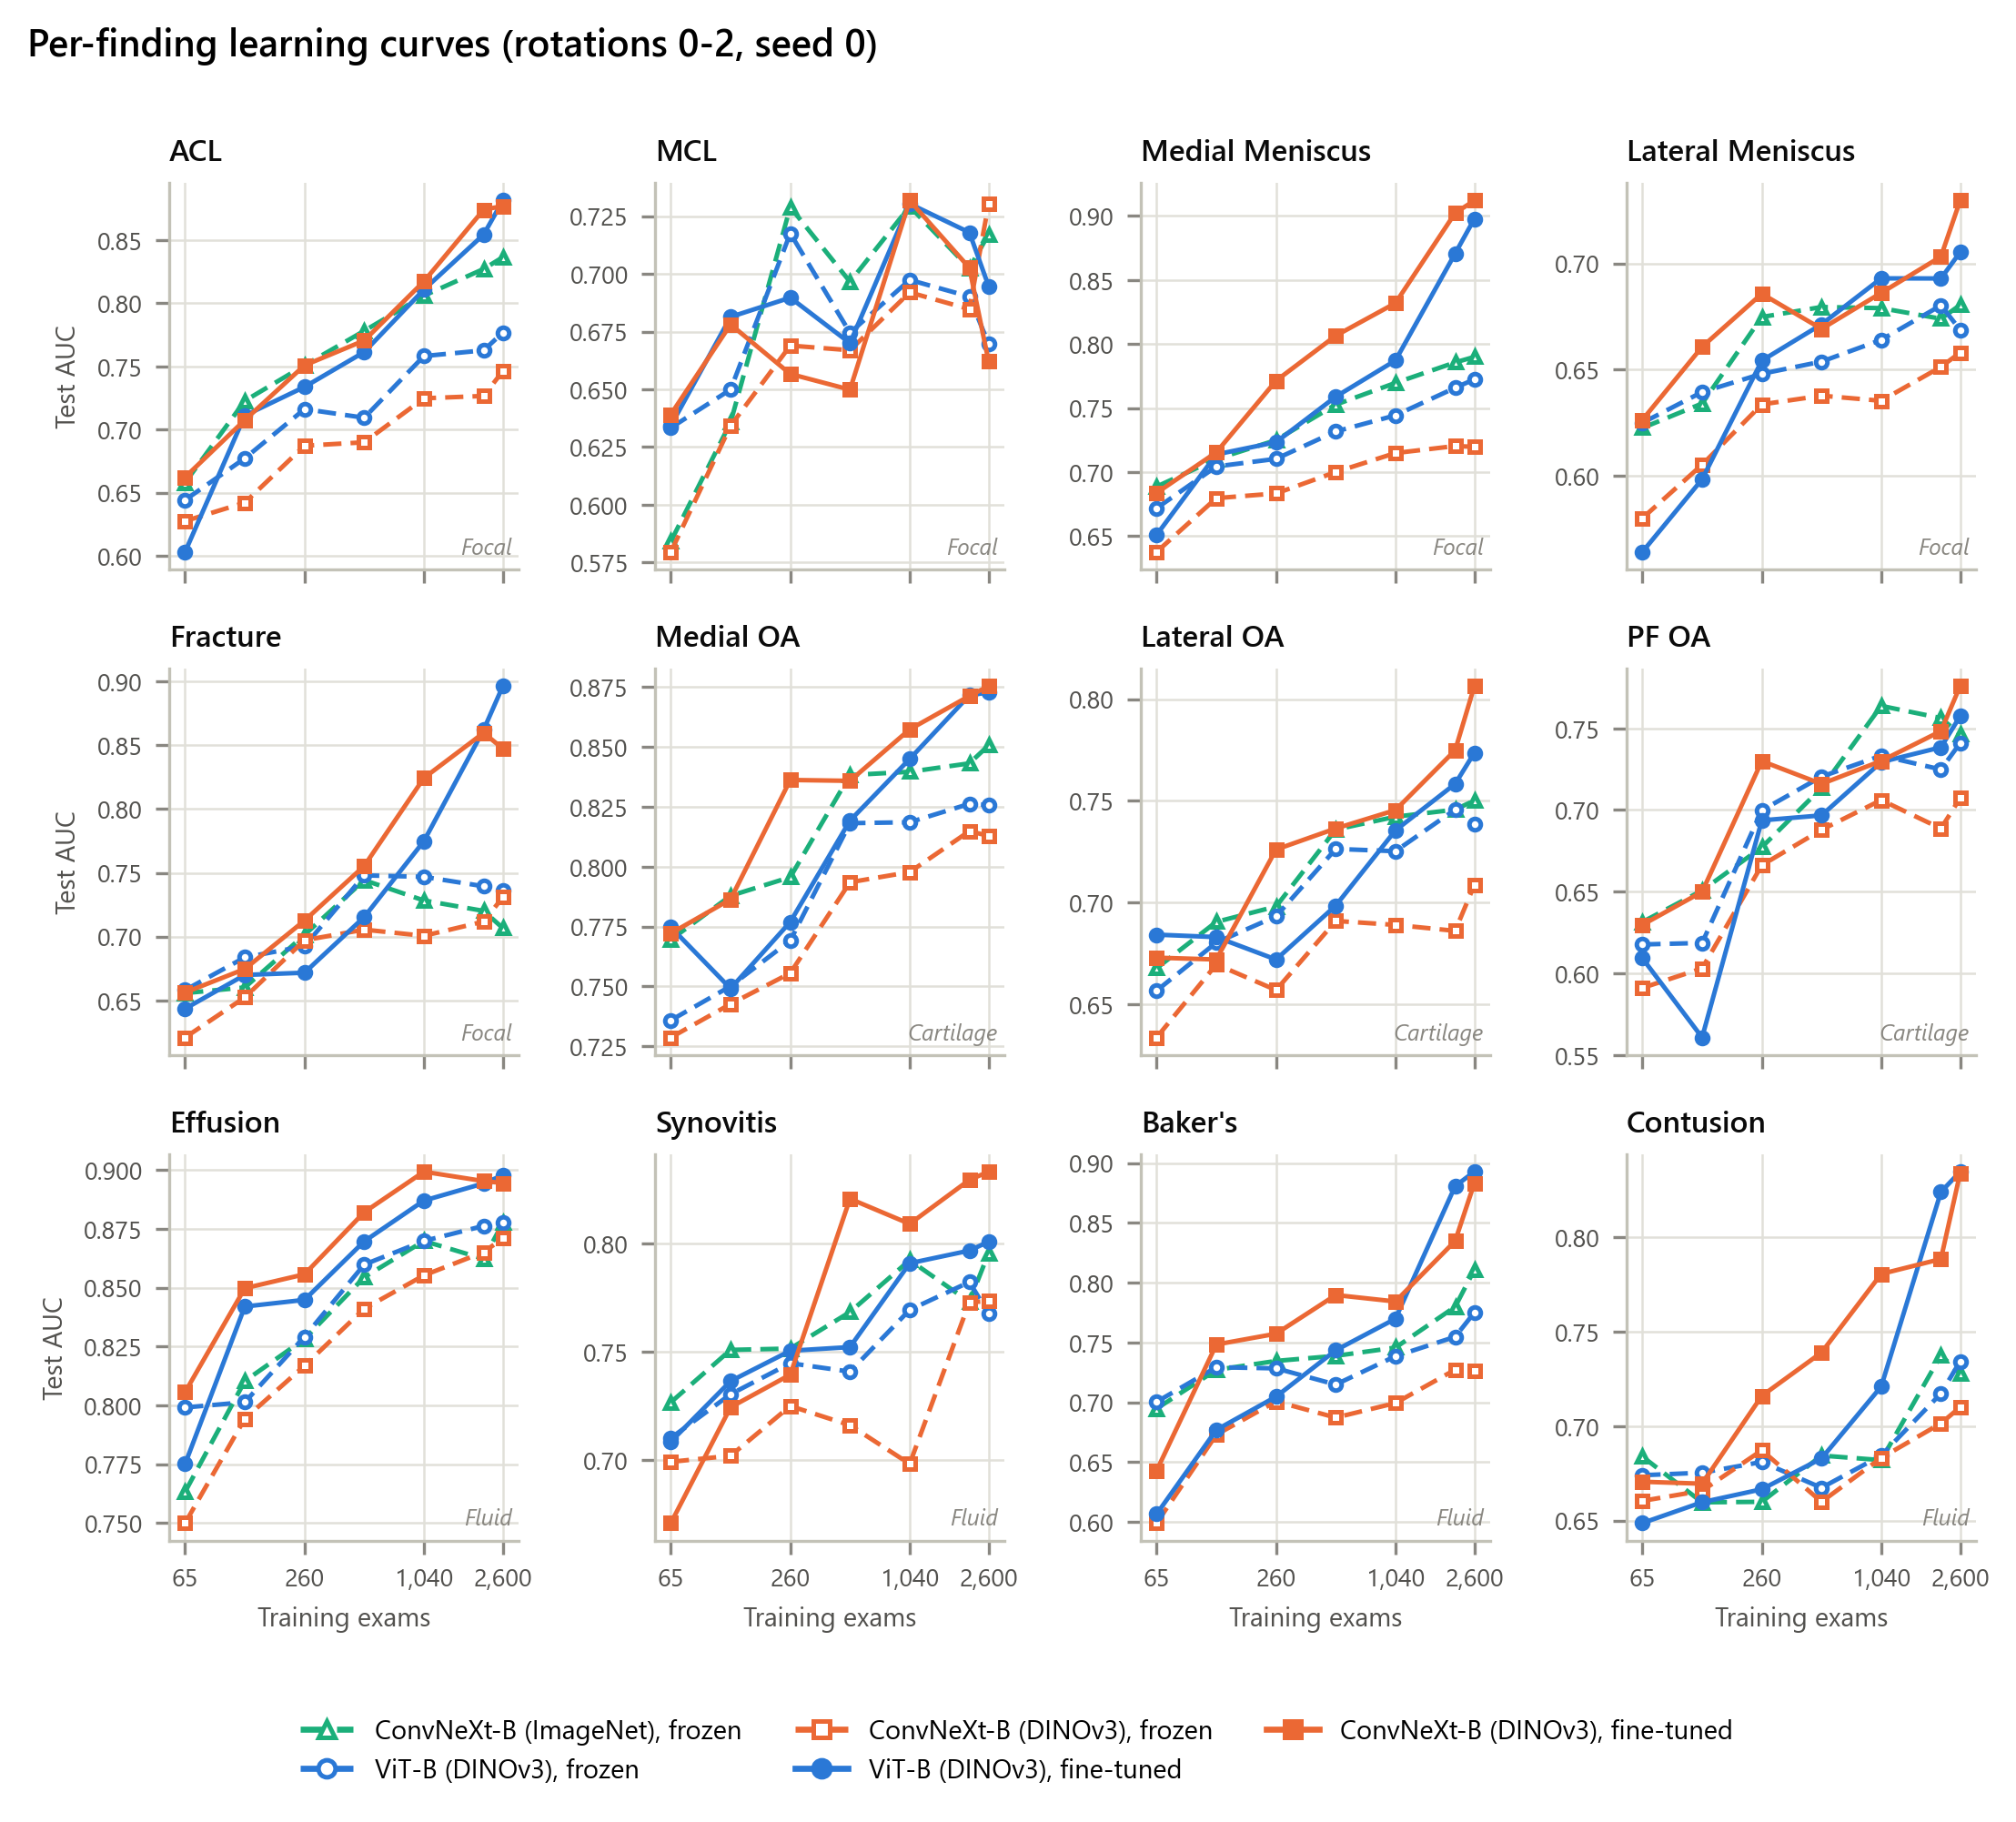 Per-finding learning curves (rotations 0-2, seed 0)
ACL
MCL
Medial Meniscus
Lateral Meniscus
Test AUC
0.85
0.80
0.75
0.70
0.65
0.60
Focal
0.725
0.700
0.675
0.650
0.625
0.600
0.575
Focal
0.90
0.85
0.80
0.75
0.70
0.65
Focal
0.70
0.65
0.60
Focal
Fracture
Medial OA
Lateral OA
PF OA
Test AUC
0.90
0.85
0.80
0.75
0.70
0.65
Focal
0.875
0.850
0.825
0.800
0.775
0.750
0.725
Cartilage
0.80
0.75
0.70
0.65
Cartilage
0.75
0.70
0.65
0.60
0.55
Cartilage
Effusion
Synovitis
Baker's
Contusion
Test AUC
0.900
0.875
0.850
0.825
0.800
0.775
0.750
Fluid
65 260 1,040 2,600
Training exams
0.80
0.75
0.70
Fluid
65 260 1,040 2,600
Training exams
0.90
0.85
0.80
0.75
0.70
0.65
0.60
Fluid
65 260 1,040 2,600
Training exams
0.80
0.75
0.70
0.65
Fluid
65 260 1,040 2,600
Training exams
ConvNeXt-B (ImageNet), frozen
ConvNeXt-B (DINOv3), frozen
ConvNeXt-B (DINOv3), fine-tuned
ViT-B (DINOv3), frozen
ViT-B (DINOv3), fine-tuned